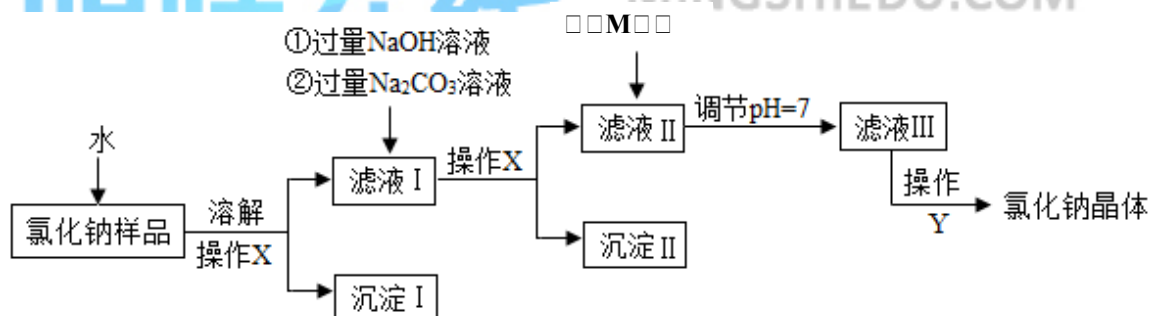 ①过量NaOH溶液
②过量Na₂CO₃溶液
□□M□□
水
氯化钠样品
溶解
操作X
滤液Ⅰ
沉淀Ⅰ
操作X
滤液Ⅱ
沉淀Ⅱ
调节pH=7
滤液III
操作
Y
氯化钠晶体